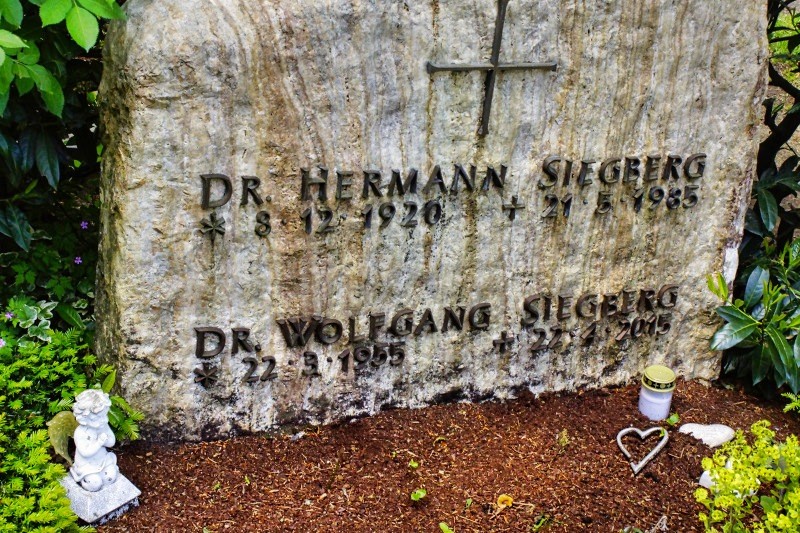 DR. HERMANN SIEGBERG
* 8 · 12 · 1920 + 21 · 5 · 1985
DR. WOLFGANG SIEGBERG
* 22 · 3 · 1955 + 22 · 4 · 2015